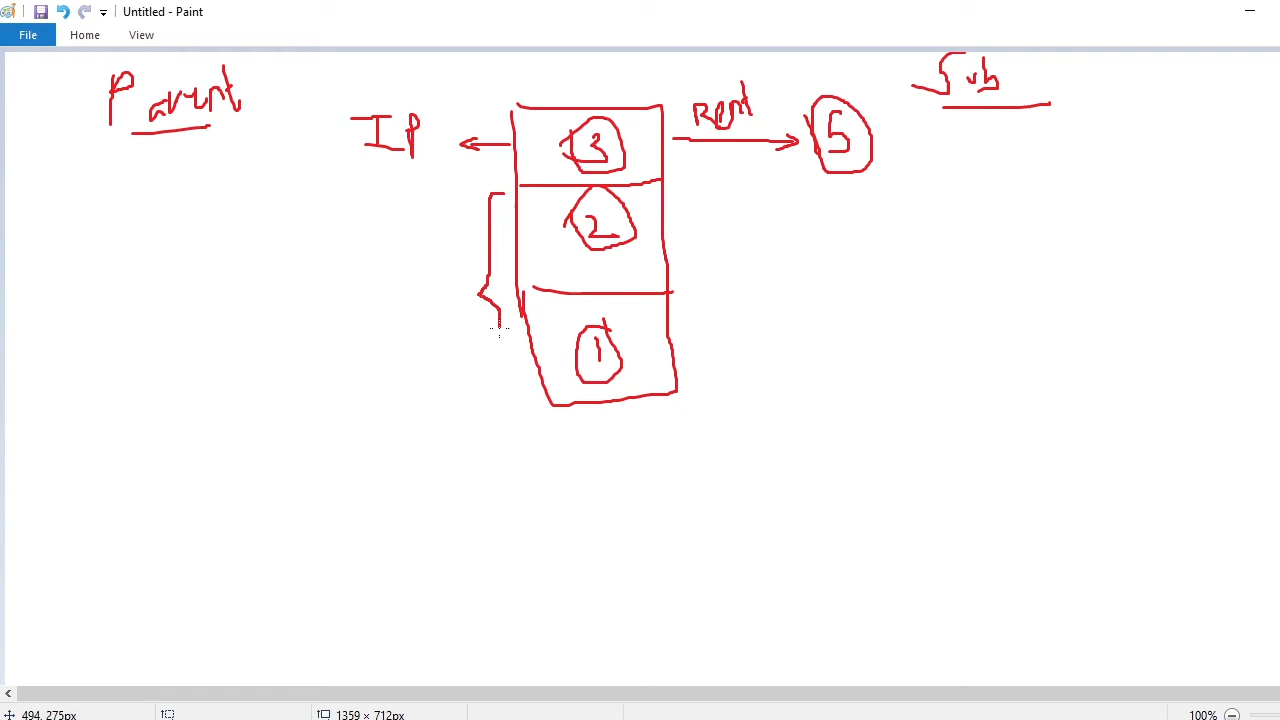 Untitled - Paint
File Home View
Parent IP 3 Rent 5 Sub
2
1
494, 275px 1359 × 712px 100%